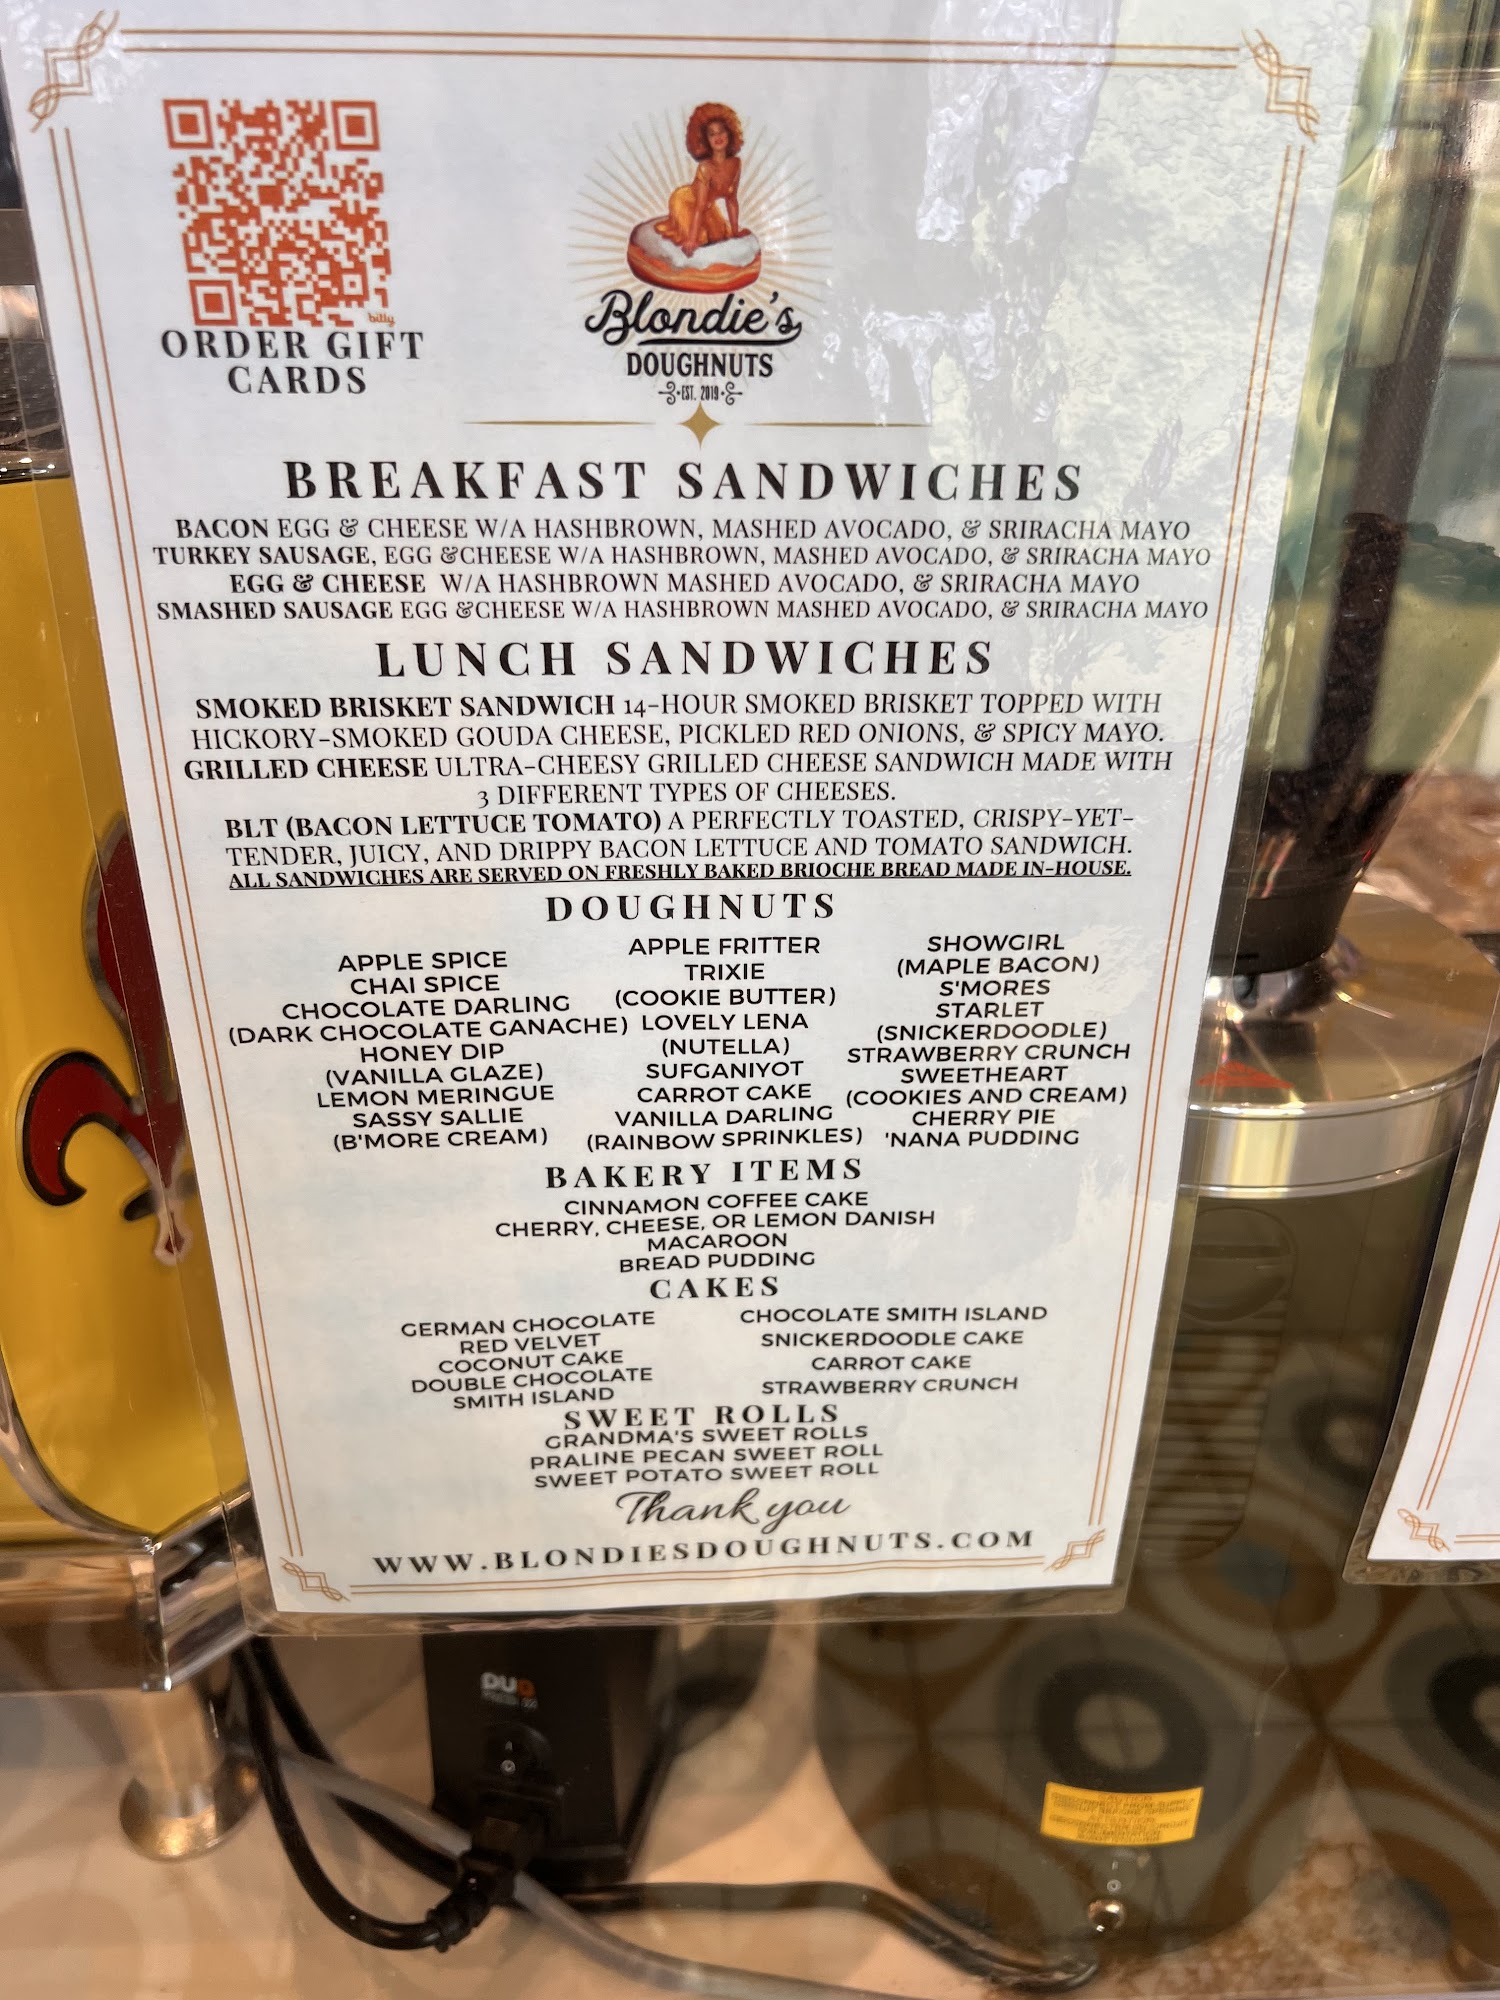 billy
ORDER GIFT
CARDS
Blondie's
DOUGHNUTS
EST. 2019
BREAKFAST SANDWICHES
BACON EGG & CHEESE W/A HASHBROWN, MASHED AVOCADO, & SRIRACHA MAYO
TURKEY SAUSAGE, EGG &CHEESE W/A HASHBROWN, MASHED AVOCADO, & SRIRACHA MAYO
EGG & CHEESE W/A HASHBROWN MASHED AVOCADO, & SRIRACHA MAYO
SMASHED SAUSAGE EGG &CHEESE W/A HASHBROWN MASHED AVOCADO, & SRIRACHA MAYO
LUNCH SANDWICHES
SMOKED BRISKET SANDWICH 14-HOUR SMOKED BRISKET TOPPED WITH
HICKORY-SMOKED GOUDA CHEESE, PICKLED RED ONIONS, & SPICY MAYO.
GRILLED CHEESE ULTRA-CHEESY GRILLED CHEESE SANDWICH MADE WITH
3 DIFFERENT TYPES OF CHEESES.
BLT (BACON LETTUCE TOMATO) A PERFECTLY TOASTED, CRISPY-YET-
TENDER, JUICY, AND DRIPPY BACON LETTUCE AND TOMATO SANDWICH.
ALL SANDWICHES ARE SERVED ON FRESHLY BAKED BRIOCHE BREAD MADE IN-HOUSE.
DOUGHNUTS
APPLE SPICE
CHAI SPICE
CHOCOLATE DARLING
(DARK CHOCOLATE GANACHE)
HONEY DIP
(VANILLA GLAZE)
LEMON MERINGUE
SASSY SALLIE
(B'MORE CREAM)
APPLE FRITTER
TRIXIE
(COOKIE BUTTER)
LOVELY LENA
(NUTELLA)
SUFGANIYOT
CARROT CAKE
VANILLA DARLING
(RAINBOW SPRINKLES)
SHOWGIRL
(MAPLE BACON)
S'MORES
STARLET
(SNICKERDOODLE)
STRAWBERRY CRUNCH
SWEETHEART
(COOKIES AND CREAM)
CHERRY PIE
'NANA PUDDING
BAKERY ITEMS
CINNAMON COFFEE CAKE
CHERRY, CHEESE, OR LEMON DANISH
MACAROON
BREAD PUDDING
CAKES
GERMAN CHOCOLATE
RED VELVET
COCONUT CAKE
DOUBLE CHOCOLATE
SMITH ISLAND
CHOCOLATE SMITH ISLAND
SNICKERDOODLE CAKE
CARROT CAKE
STRAWBERRY CRUNCH
SWEET ROLLS
GRANDMA'S SWEET ROLLS
PRALINE PECAN SWEET ROLL
SWEET POTATO SWEET ROLL
Thank you
WWW.BLONDIESDOUGHNUTS.COM